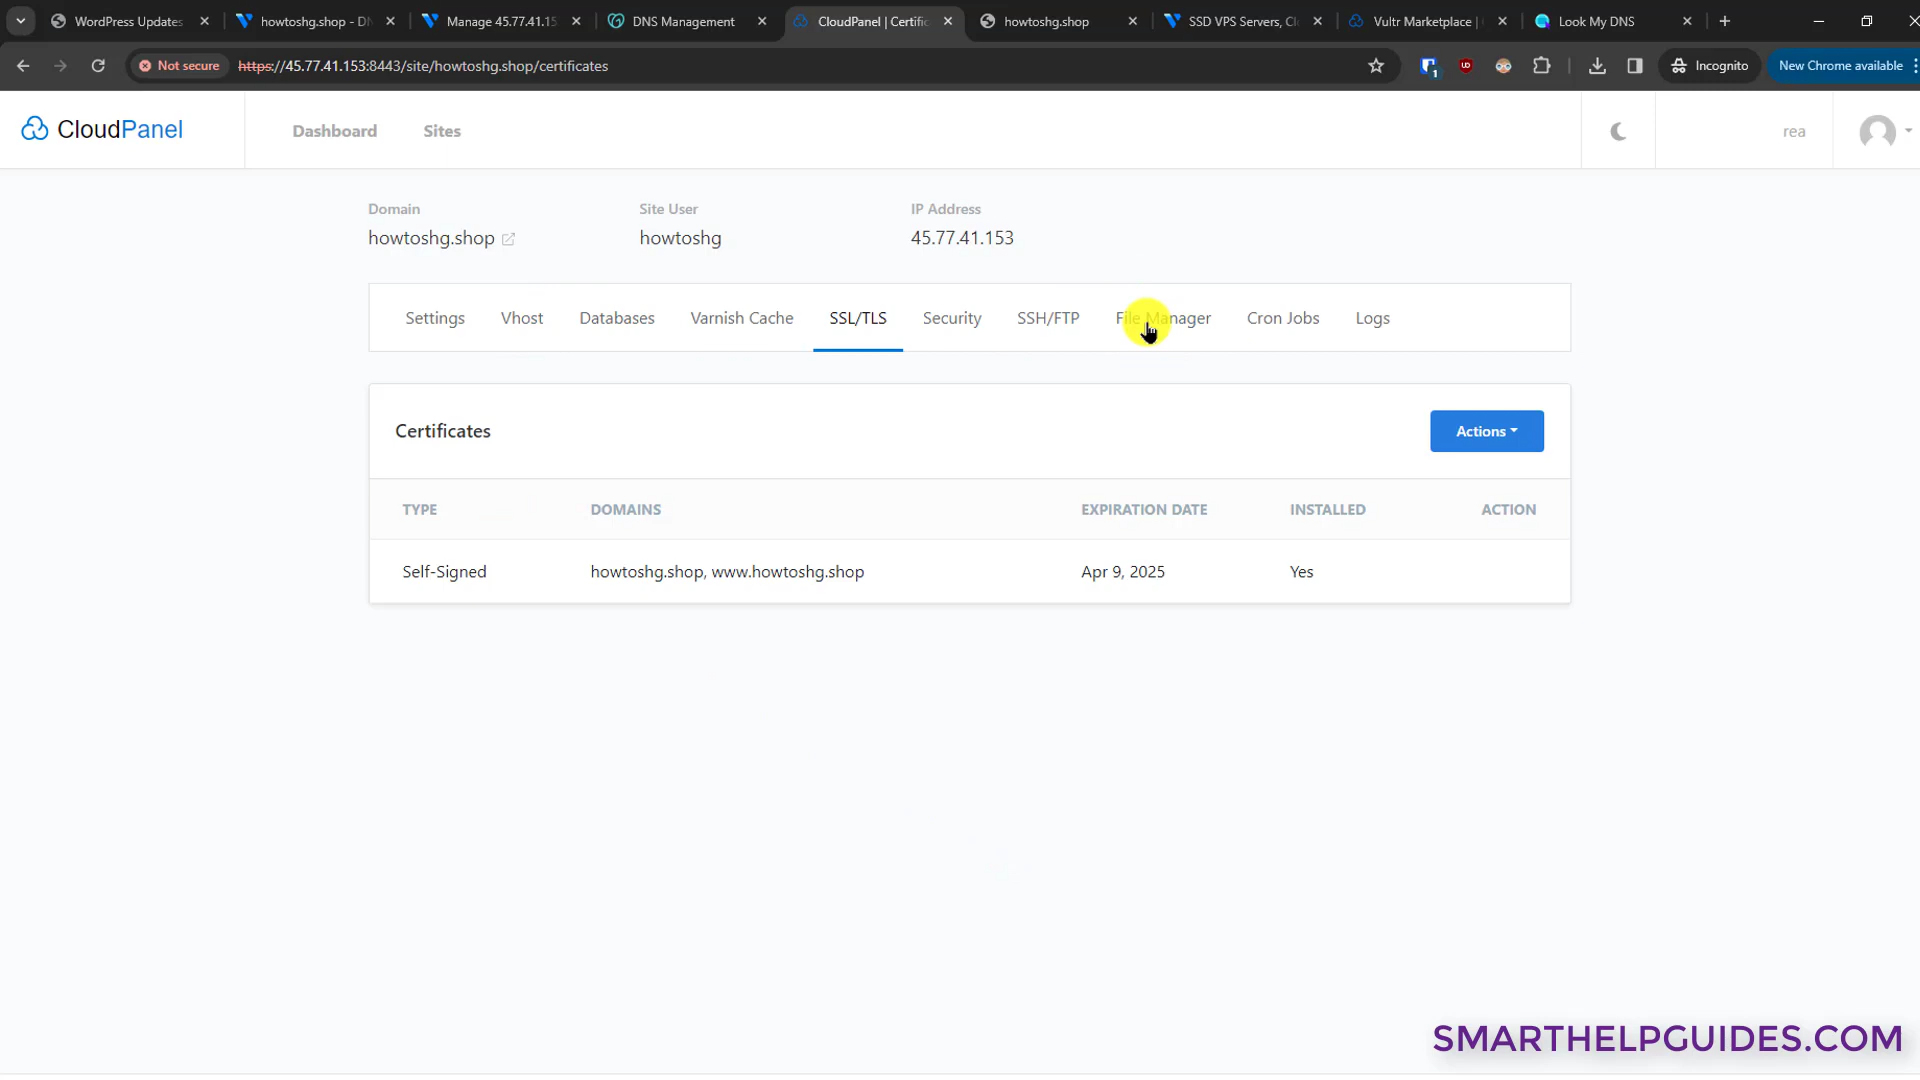 WordPress Updates
howtoshg.shop - DN
Manage 45.77.41.15
DNS Management
CloudPanel | Certific
howtoshg.shop
SSD VPS Servers, Cl
Vultr Marketplace |
Look My DNS
Not secure
https://45.77.41.153:8443/site/howtoshg.shop/certificates
1
UD
Incognito
New Chrome available
CloudPanel
Dashboard
Sites
rea
Domain
howtoshg.shop
Site User
howtoshg
IP Address
45.77.41.153
Settings
Vhost
Databases
Varnish Cache
SSL/TLS
Security
SSH/FTP
File Manager
Cron Jobs
Logs
Certificates
Actions
TYPE DOMAINS EXPIRATION DATE INSTALLED ACTION
Self-Signed howtoshg.shop, www.howtoshg.shop Apr 9, 2025 Yes
SMARTHELPGUIDES.COM